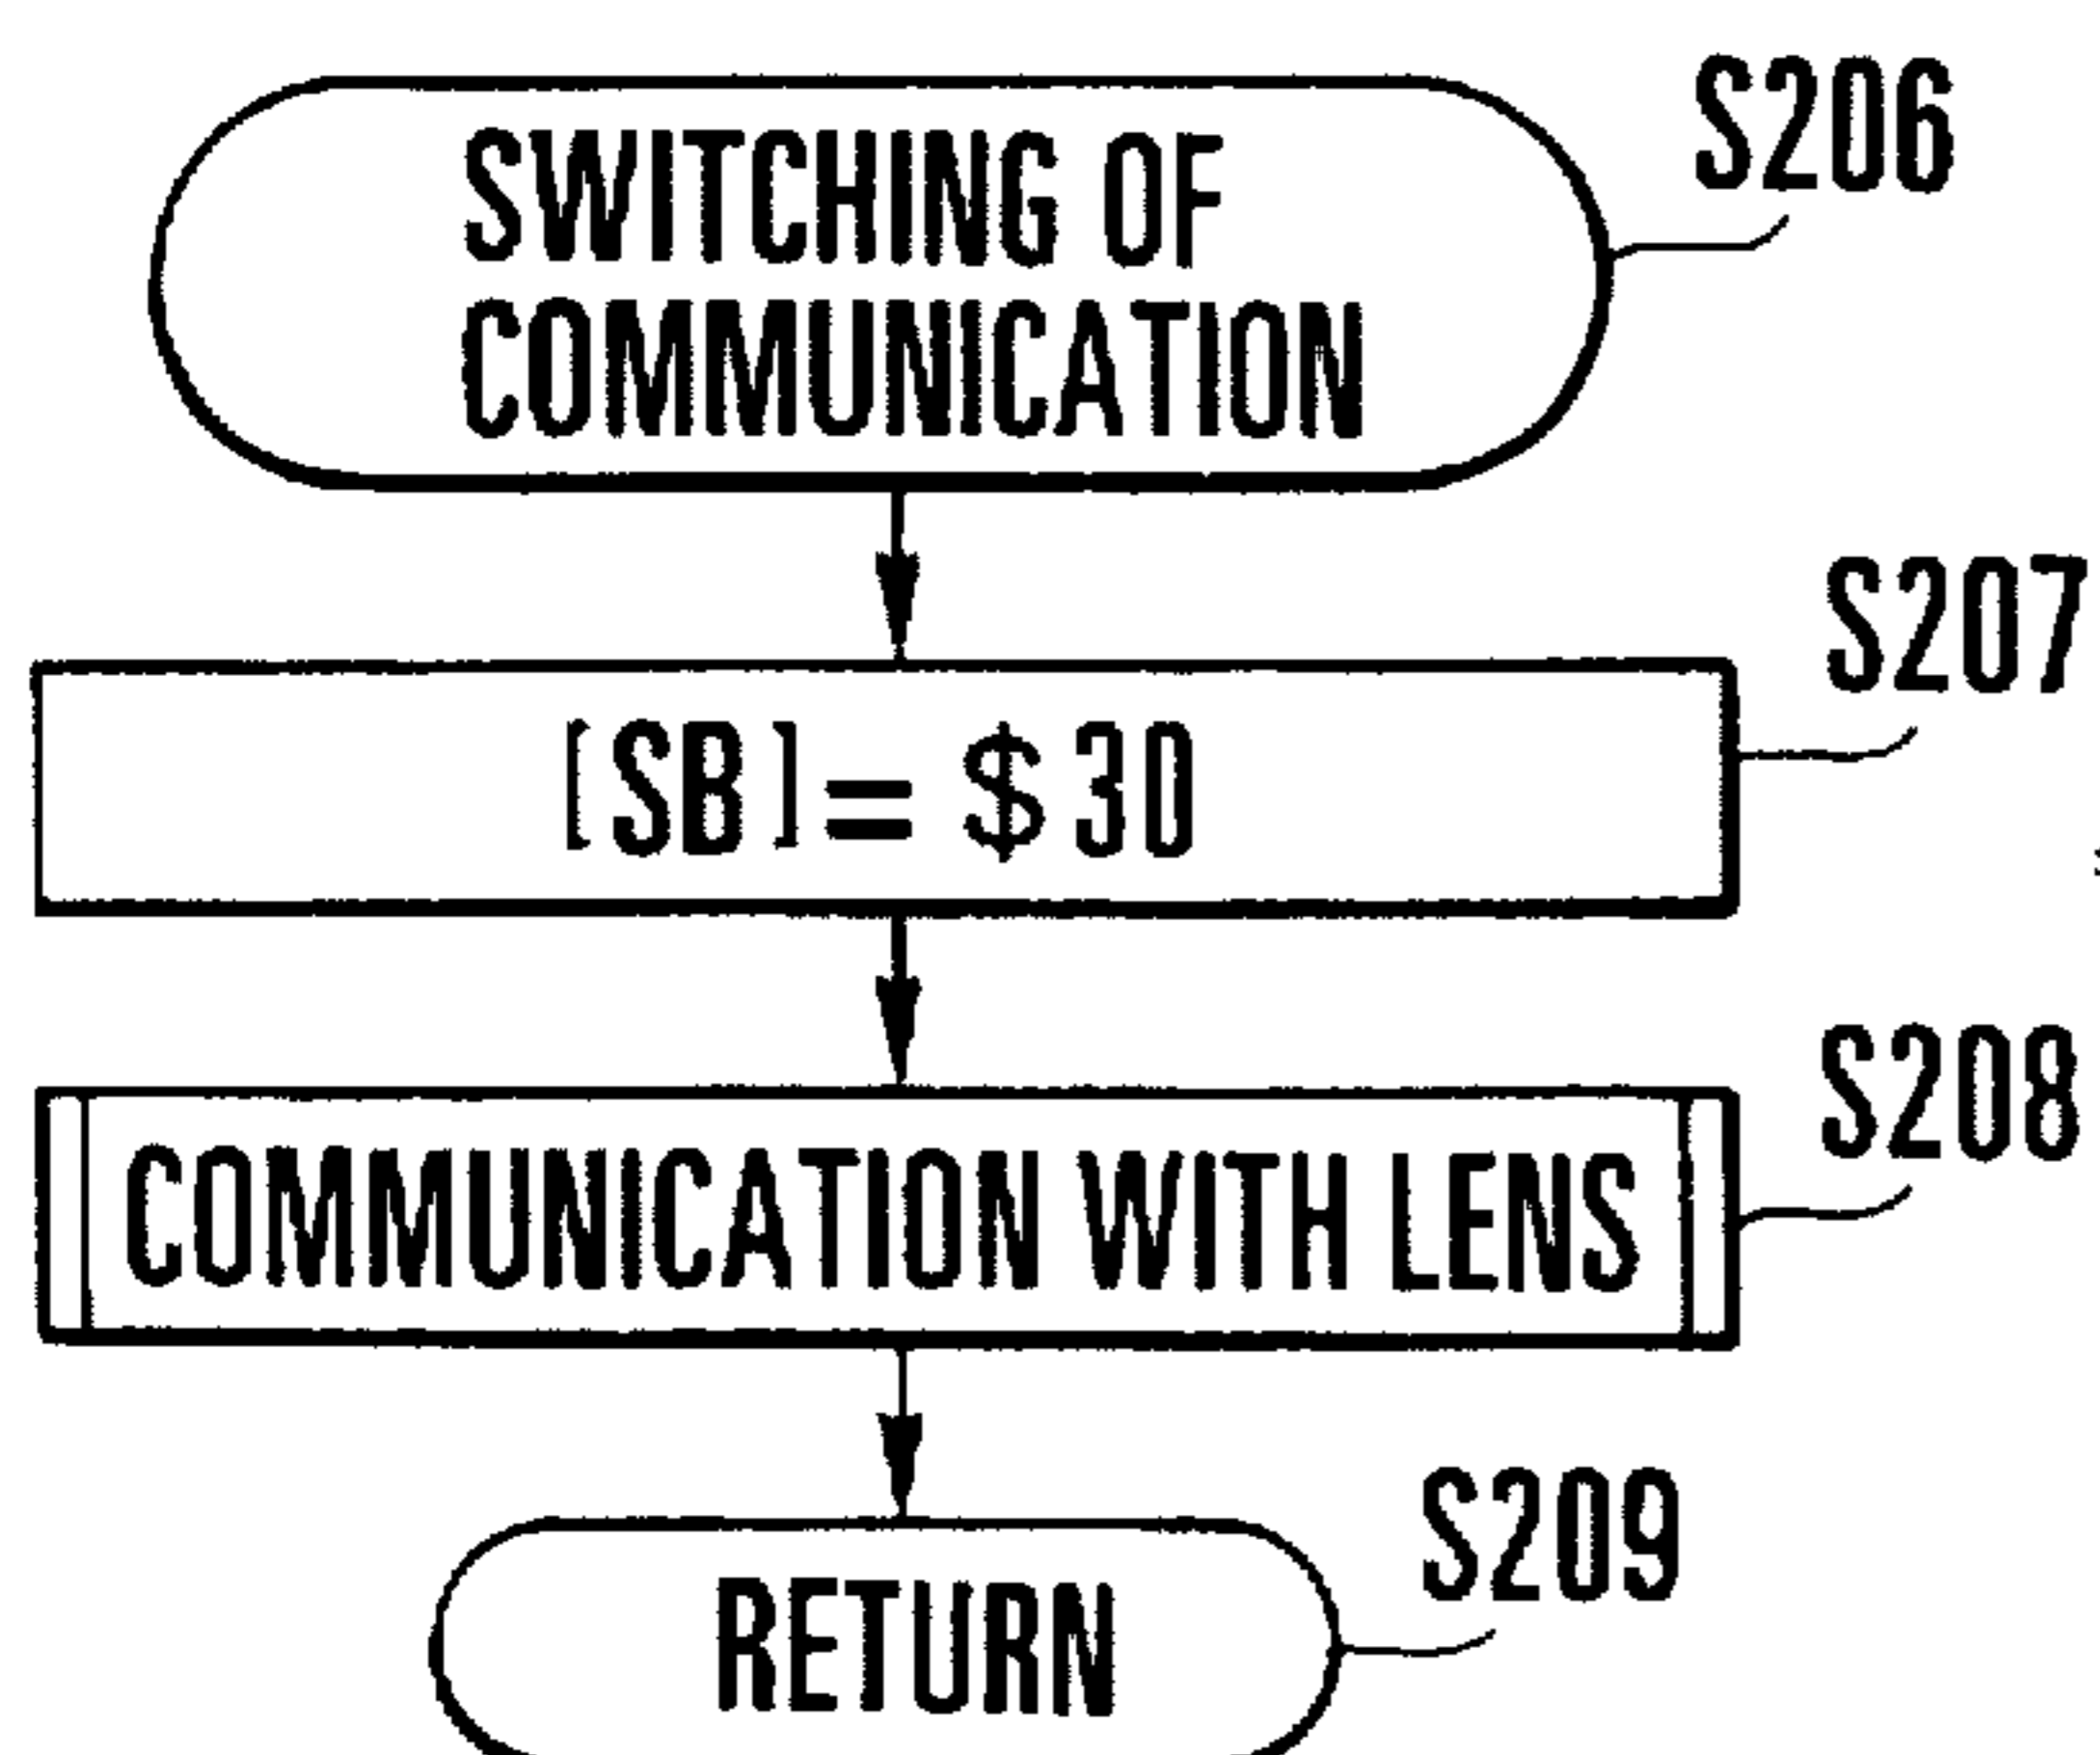 S206
SWITCHING OF
COMMUNICATION
S207
[SB]= $30
S208
COMMUNICATION WITH LENS
S209
RETURN